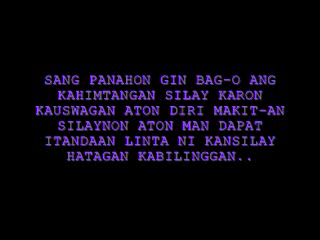 SANG PANAHON GIN BAG-O ANG
KAHIMTANGAN SILAY KARON
KAUSWAGAN ATON DIRI MAKIT-AN
SILAYNON ATON MAN DAPAT
ITANDAAN LINTA NI KANSILAY
HATAGAN KABILINGGAN..